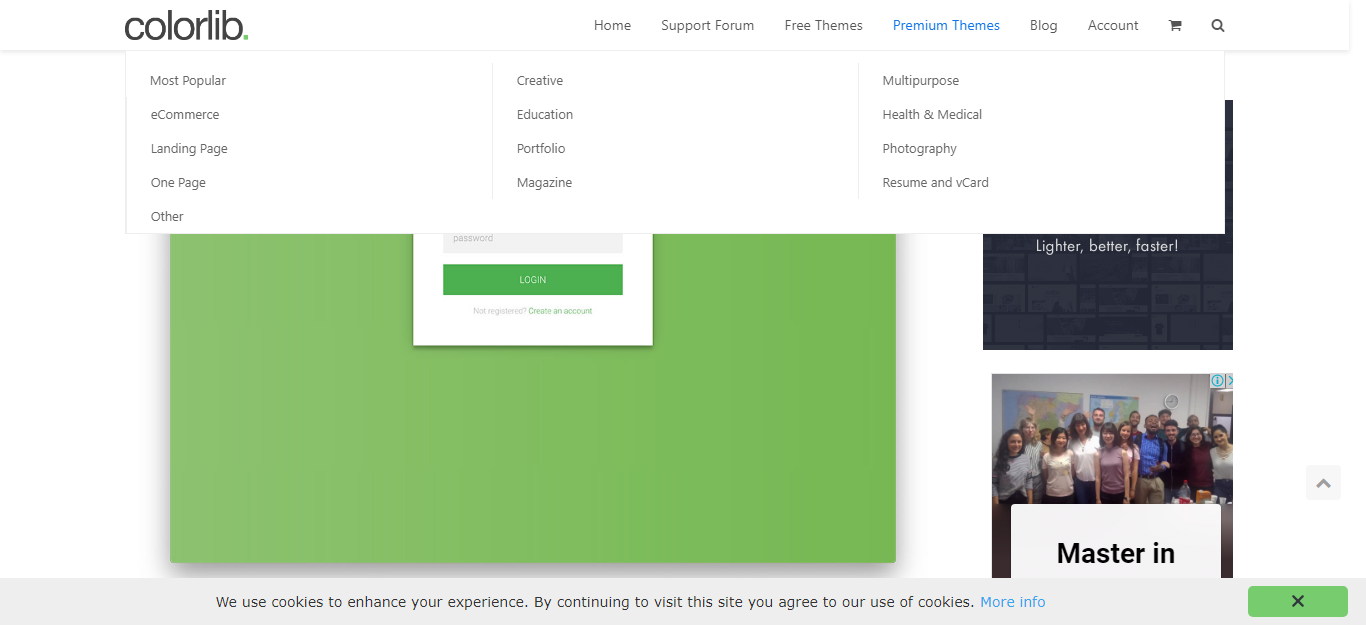 colorlib.
Home Support Forum Free Themes Premium Themes Blog Account
Most Popular
eCommerce
Landing Page
One Page
Other
Creative
Education
Portfolio
Magazine
Multipurpose
Health & Medical
Photography
Resume and vCard
password
LOGIN
Not registered? Create an account
Lighter, better, faster!
Master in
We use cookies to enhance your experience. By continuing to visit this site you agree to our use of cookies. More info